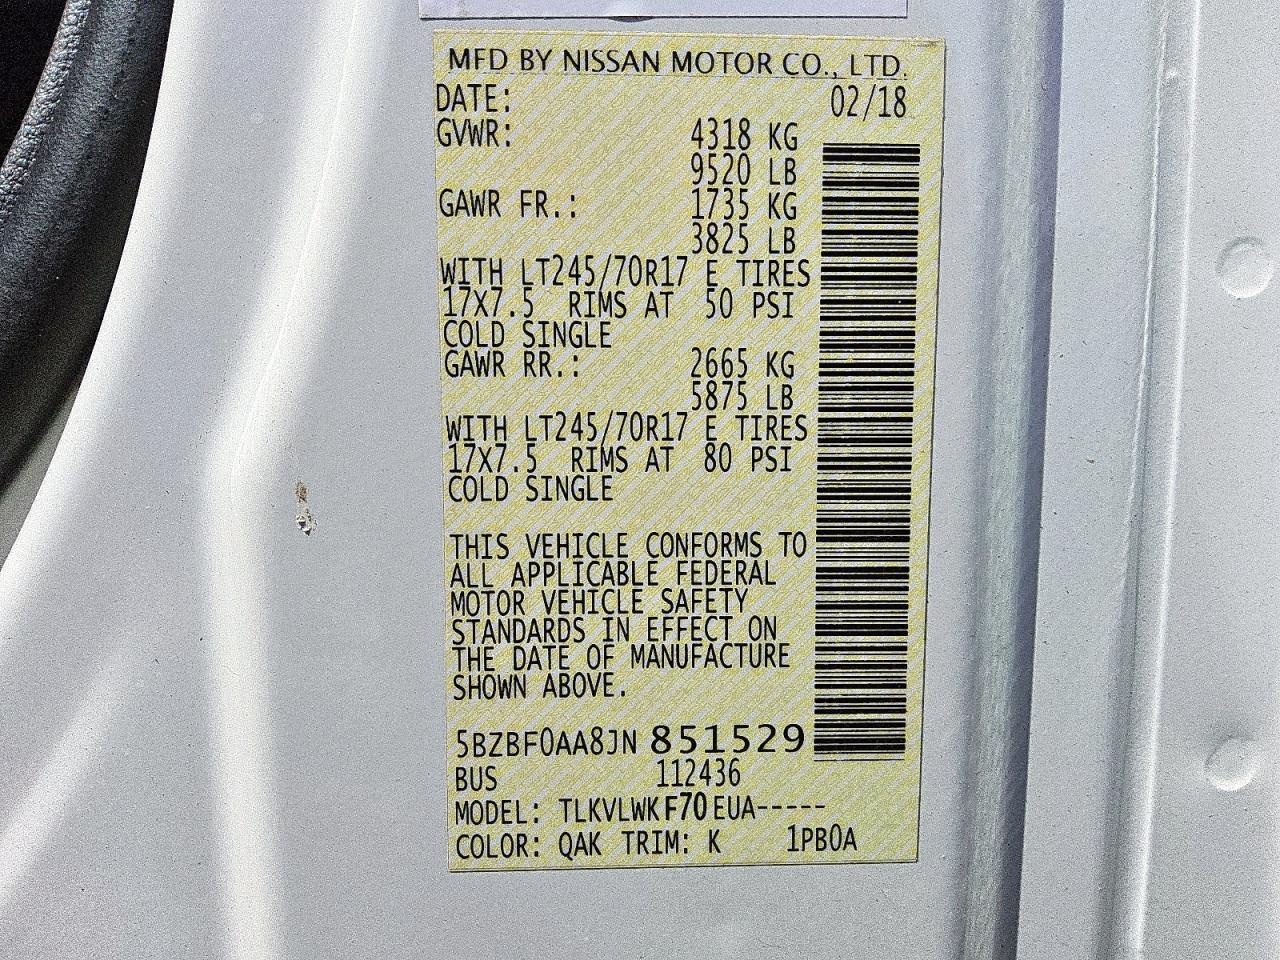 MFD BY NISSAN MOTOR CO., LTD.
DATE: 02/18
GVWR: 4318 KG
9520 LB
GAWR FR.: 1735 KG
3825 LB
WITH LT245/70R17 E TIRES
17X7.5 RIMS AT 50 PSI
COLD SINGLE
GAWR RR.: 2665 KG
5875 LB
WITH LT245/70R17 E TIRES
17X7.5 RIMS AT 80 PSI
COLD SINGLE
THIS VEHICLE CONFORMS TO
ALL APPLICABLE FEDERAL
MOTOR VEHICLE SAFETY
STANDARDS IN EFFECT ON
THE DATE OF MANUFACTURE
SHOWN ABOVE.
5BZBF0AA8JN 851529
BUS 112436
MODEL: TLKVLWK F70 EUA-----
COLOR: QAK TRIM: K 1PB0A